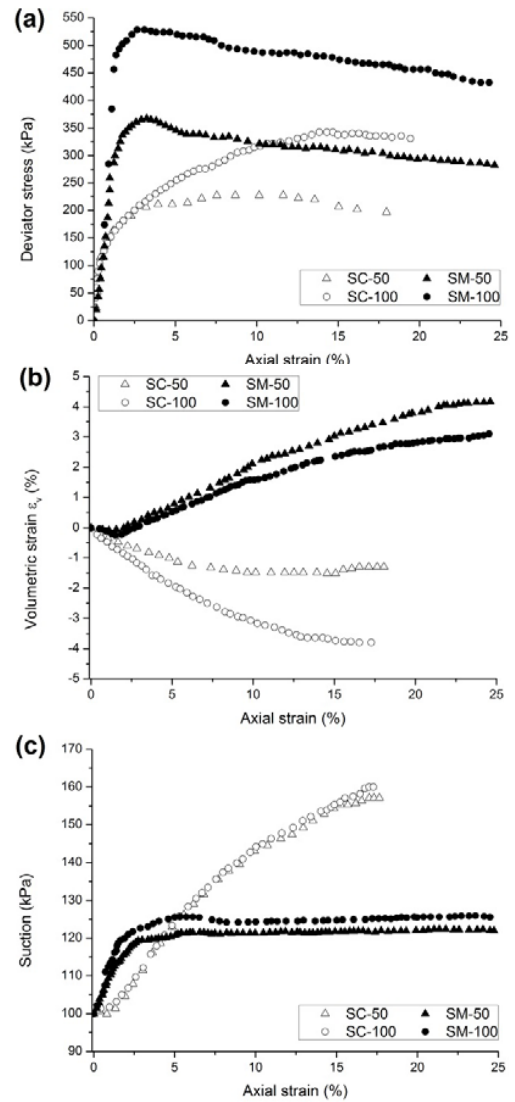 (a)
550
500
450
400
350
300
250
200
150
100
50
0
Deviator stress (kPa)
SC-50 SM-50
SC-100 SM-100
0 5 10 15 20 25
Axial strain (%)
(b)
SC-50 SM-50
SC-100 SM-100
5
4
3
2
1
0
-1
-2
-3
-4
-5
Volumetric strain εv (%)
0 5 10 15 20 25
Axial strain (%)
(c)
170
160
150
140
130
120
110
100
90
Suction (kPa)
SC-50 SM-50
SC-100 SM-100
0 5 10 15 20 25
Axial strain (%)